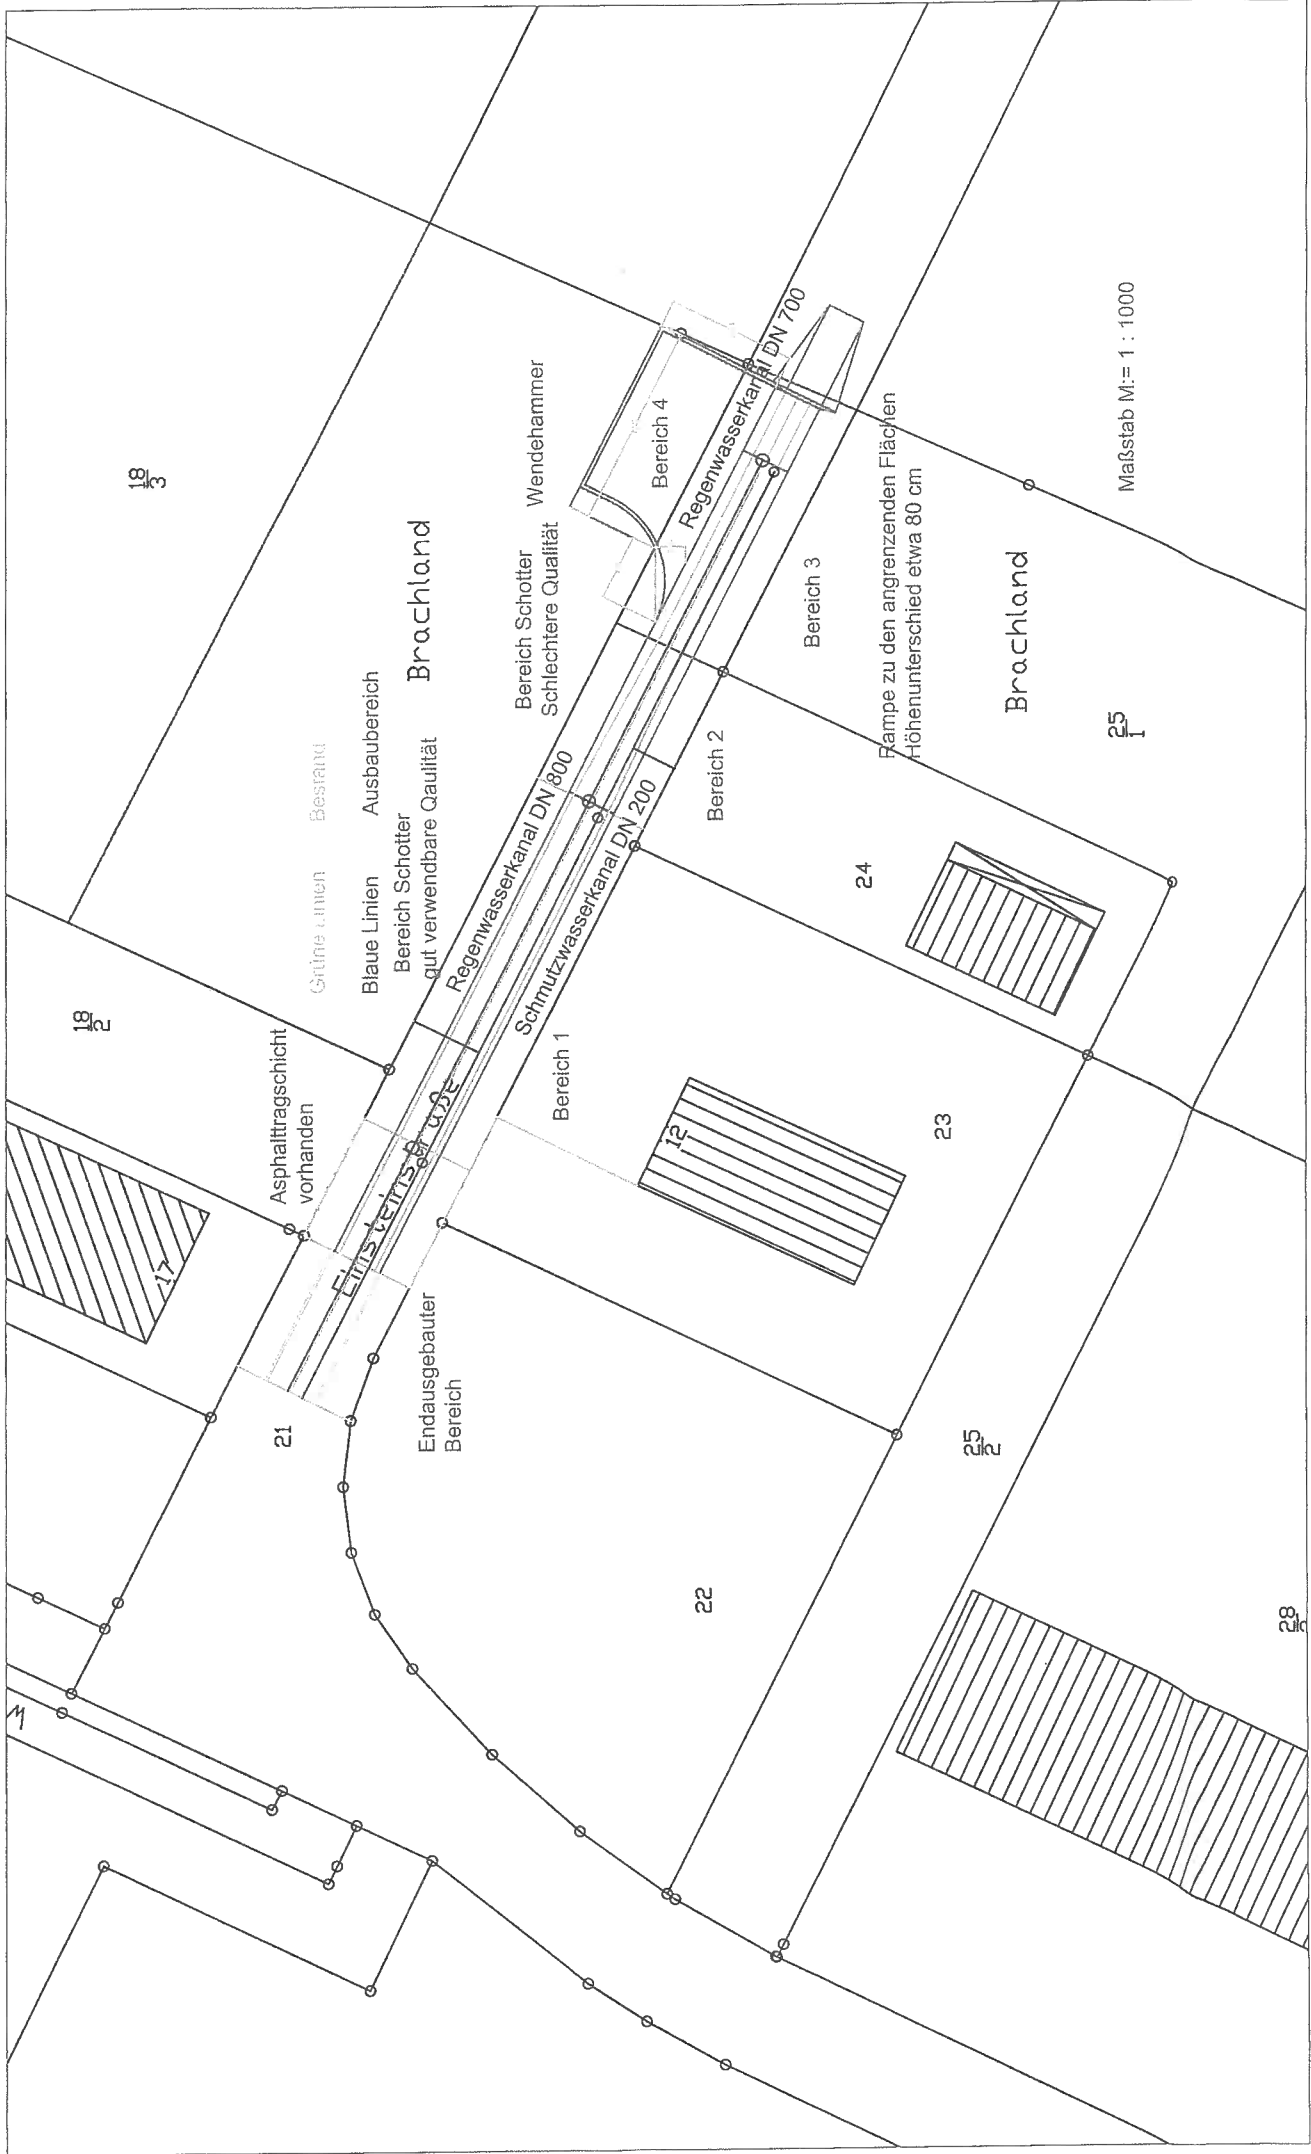 18
3
18
2
Grüne Linien Bestand
Blaue Linien Ausbaubereich
Bereich Schotter
gut verwendbare Qaulität
Brachland
Asphalttragschicht
vorhanden
Bereich Schotter
Schlechtere Qualität
Wendehammer
Bereich 4
Regenwasserkanal DN 700
Regenwasserkanal DN 800
Schmutzwasserkanal DN 200
Einsteinstraße
17
21
Endausgebauter
Bereich
Bereich 1
Bereich 2
Bereich 3
Rampe zu den angrenzenden Flächen
Höhenunterschied etwa 80 cm
Brachland
Maßstab M:= 1 : 1000
25
1
24
12
23
22
25
2
28